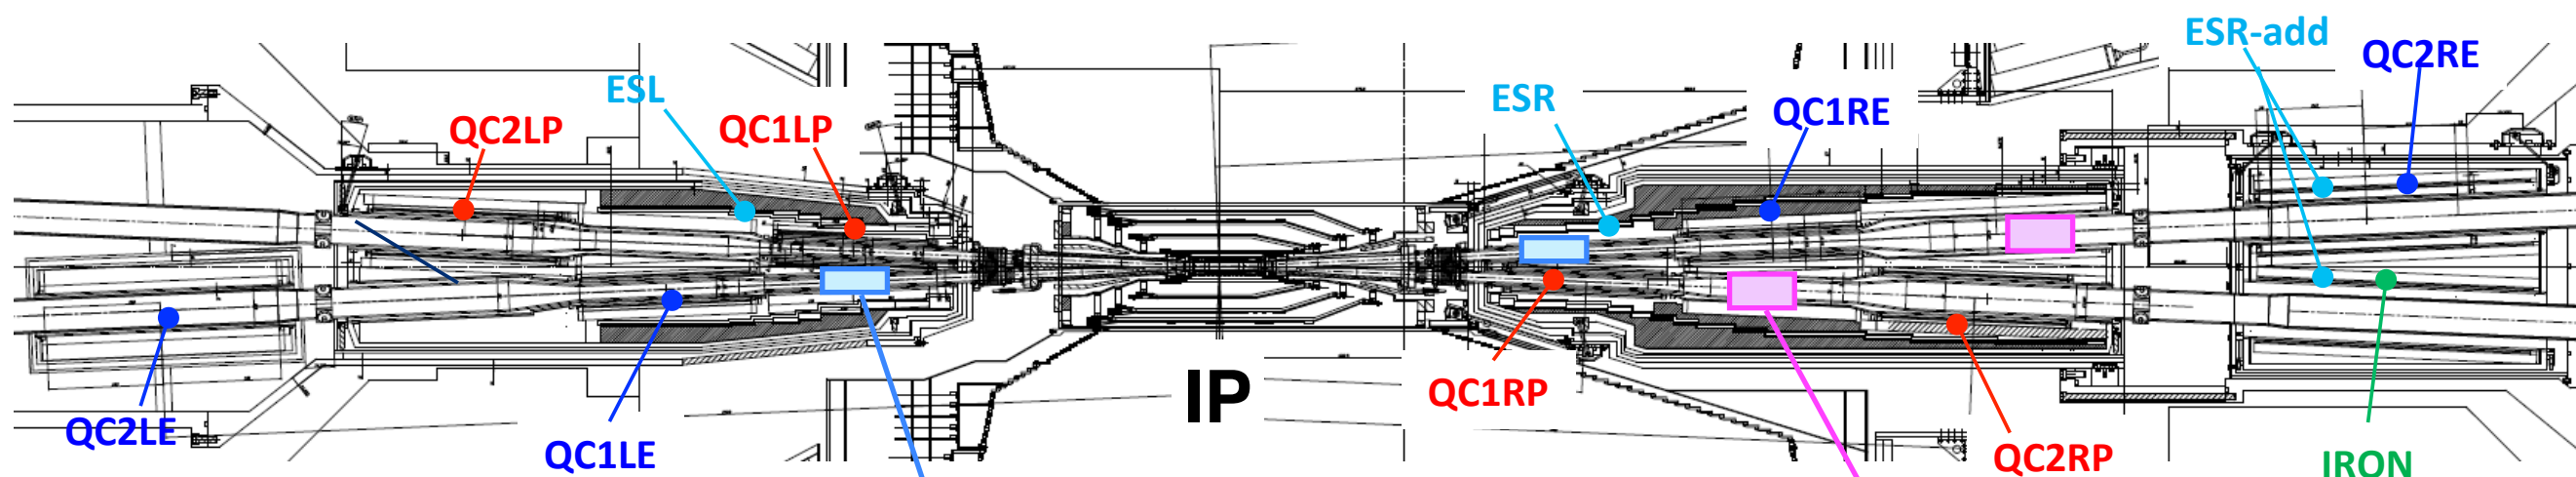 ESR-add
QC2RE
ESL
ESR
QC1RE
QC2LP
QC1LP
IP
QC1RP
QC2LE
QC1LE
QC2RP
IRON